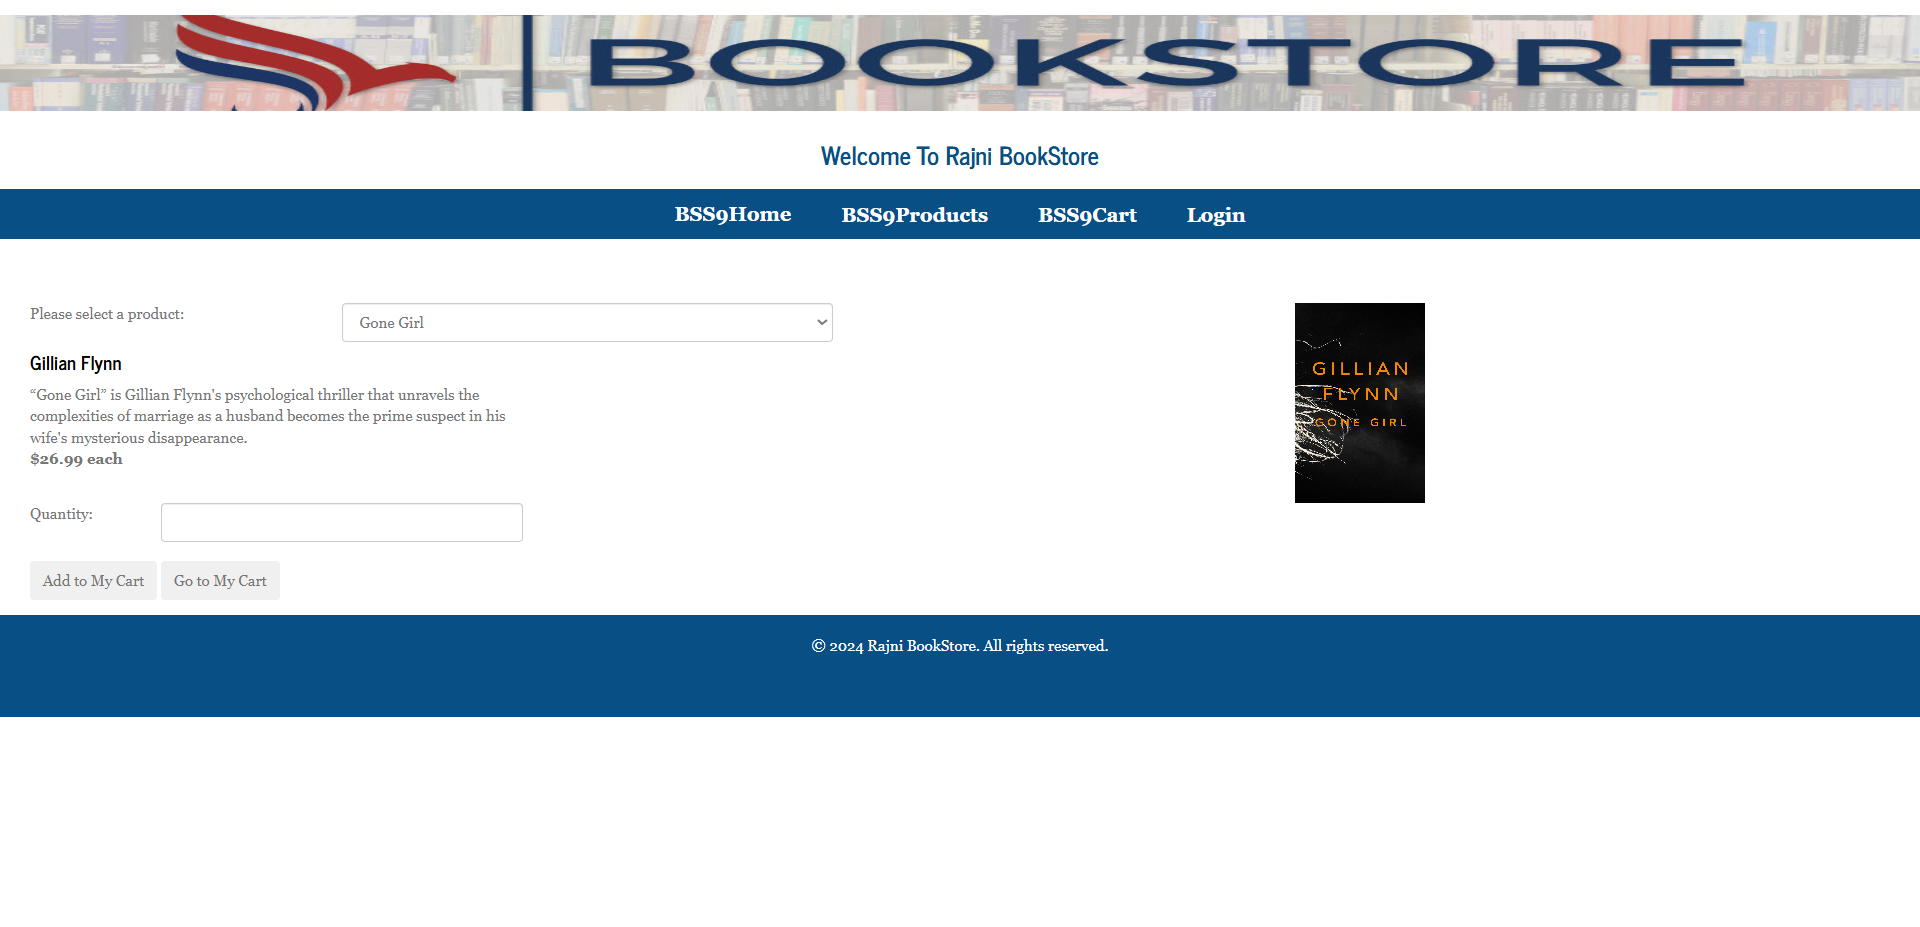 BOOKSTORE
Welcome To Rajni BookStore
BSS9Home BSS9Products BSS9Cart Login
Please select a product:
Gone Girl
Gillian Flynn
“Gone Girl” is Gillian Flynn's psychological thriller that unravels the
complexities of marriage as a husband becomes the prime suspect in his
wife's mysterious disappearance.
$26.99 each
Quantity:
Add to My Cart Go to My Cart
GILLIAN
FLYNN
GONE GIRL
© 2024 Rajni BookStore. All rights reserved.